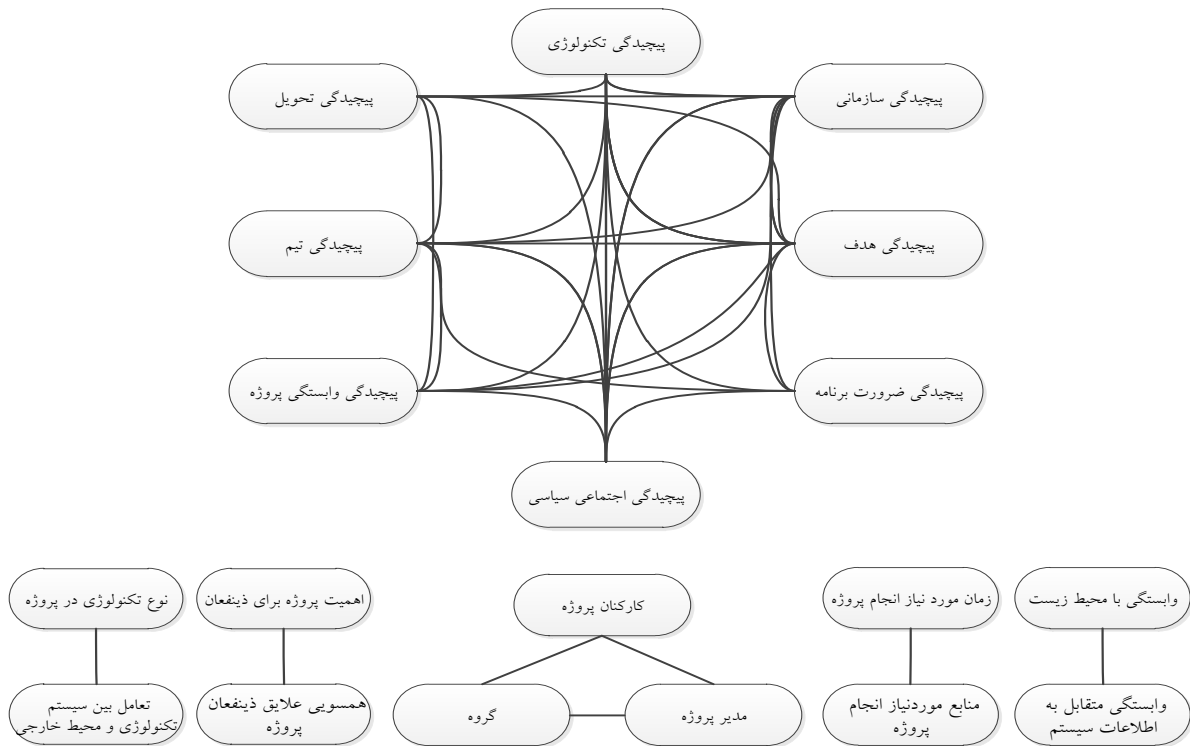 پیچیدگی تکنولوژی
پیچیدگی سازمانی
پیچیدگی تحویل
پیچیدگی هدف
پیچیدگی تیم
پیچیدگی ضرورت برنامه
پیچیدگی وابستگی پروژه
پیچیدگی اجتماعی سیاسی
وابستگی با محیط زیست
زمان مورد نیاز انجام پروژه
کارکنان پروژه
اهمیت پروژه برای ذینفعان
نوع تکنولوژی در پروژه
وابستگی متقابل به
اطلاعات سیستم
منابع موردنیاز انجام
پروژه
مدیر پروژه
گروه
همسویی علایق ذینفعان
پروژه
تعامل بین سیستم
تکنولوژی و محیط خارجی